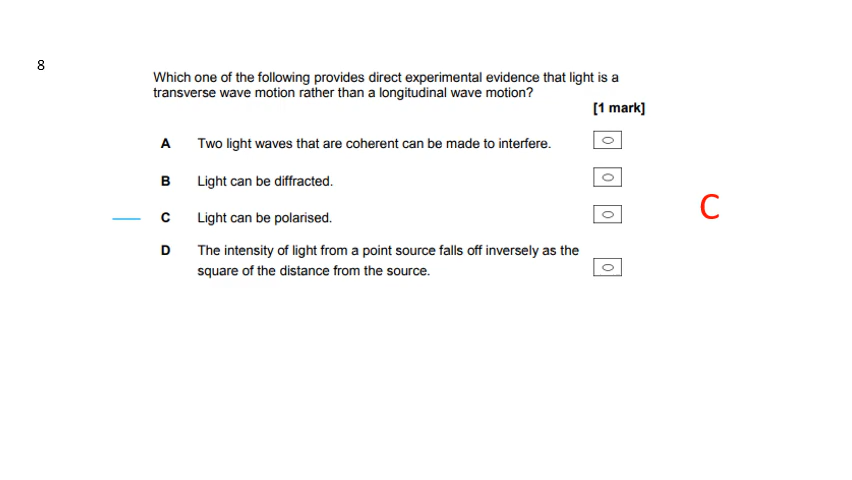 8
Which one of the following provides direct experimental evidence that light is a
transverse wave motion rather than a longitudinal wave motion?
[1 mark]
A Two light waves that are coherent can be made to interfere.
B Light can be diffracted.
C Light can be polarised.
C
D The intensity of light from a point source falls off inversely as the
square of the distance from the source.